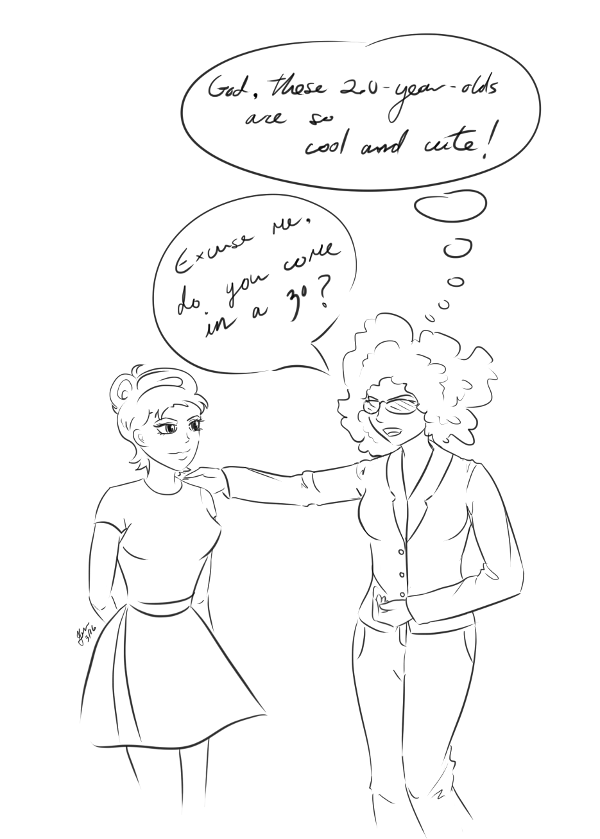 God, these 20-year-olds
are so
cool and cute!
Excuse me,
do you come
in a 30?